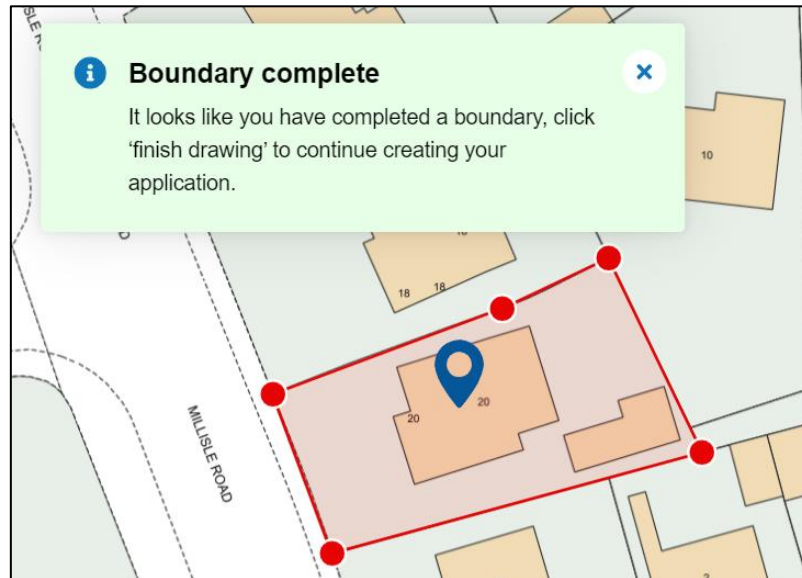 Boundary complete
It looks like you have completed a boundary, click
‘finish drawing’ to continue creating your
application.
10
18
18
20
20
MILLISLE ROAD